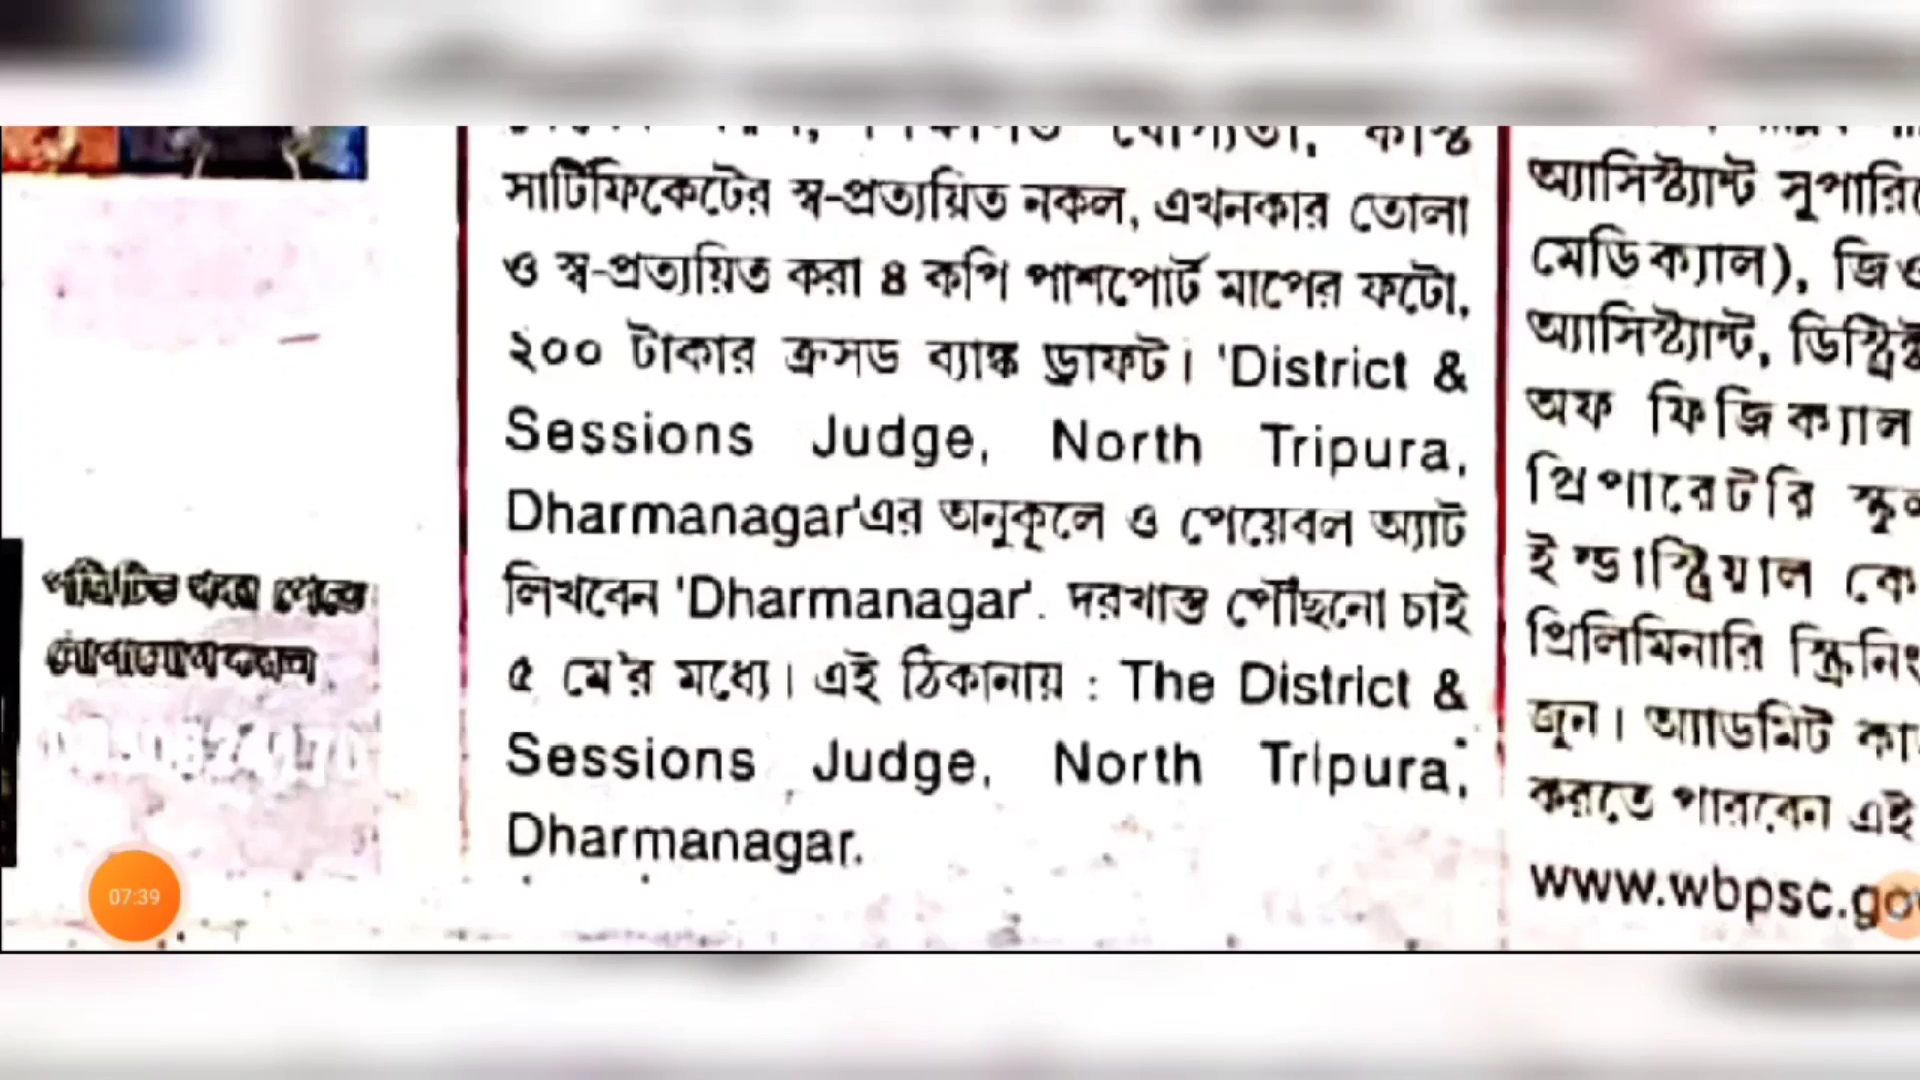 সার্টিফিকেটের স্ব-প্রত্যয়িত নকল, এখনকার তোলা
ও স্ব-প্রত্যয়িত করা ৪ কপি পাশপোর্ট মাপের ফটো,
২০০ টাকার ক্রসড ব্যাঙ্ক ড্রাফট। 'District &
Sessions Judge, North Tripura,
Dharmanagar'এর অনুকূলে ও পেয়েবল অ্যাট
লিখবেন 'Dharmanagar'. দরখাস্ত পৌঁছনো চাই
৫ মে'র মধ্যে। এই ঠিকানায় : The District &
Sessions Judge, North Tripura,
Dharmanagar.
অ্যাসিস্ট্যান্ট
মেডিক্যাল),
অ্যাসিস্ট্যান্ট,
অফ ফিজিক্যাল
প্রিপারেটরি
ইন্ডাস্ট্রিয়াল
প্রিলিমিনারি
জুন। অ্যাডমিট
করতে পারবেন এই
www.wbpsc.go
07:39